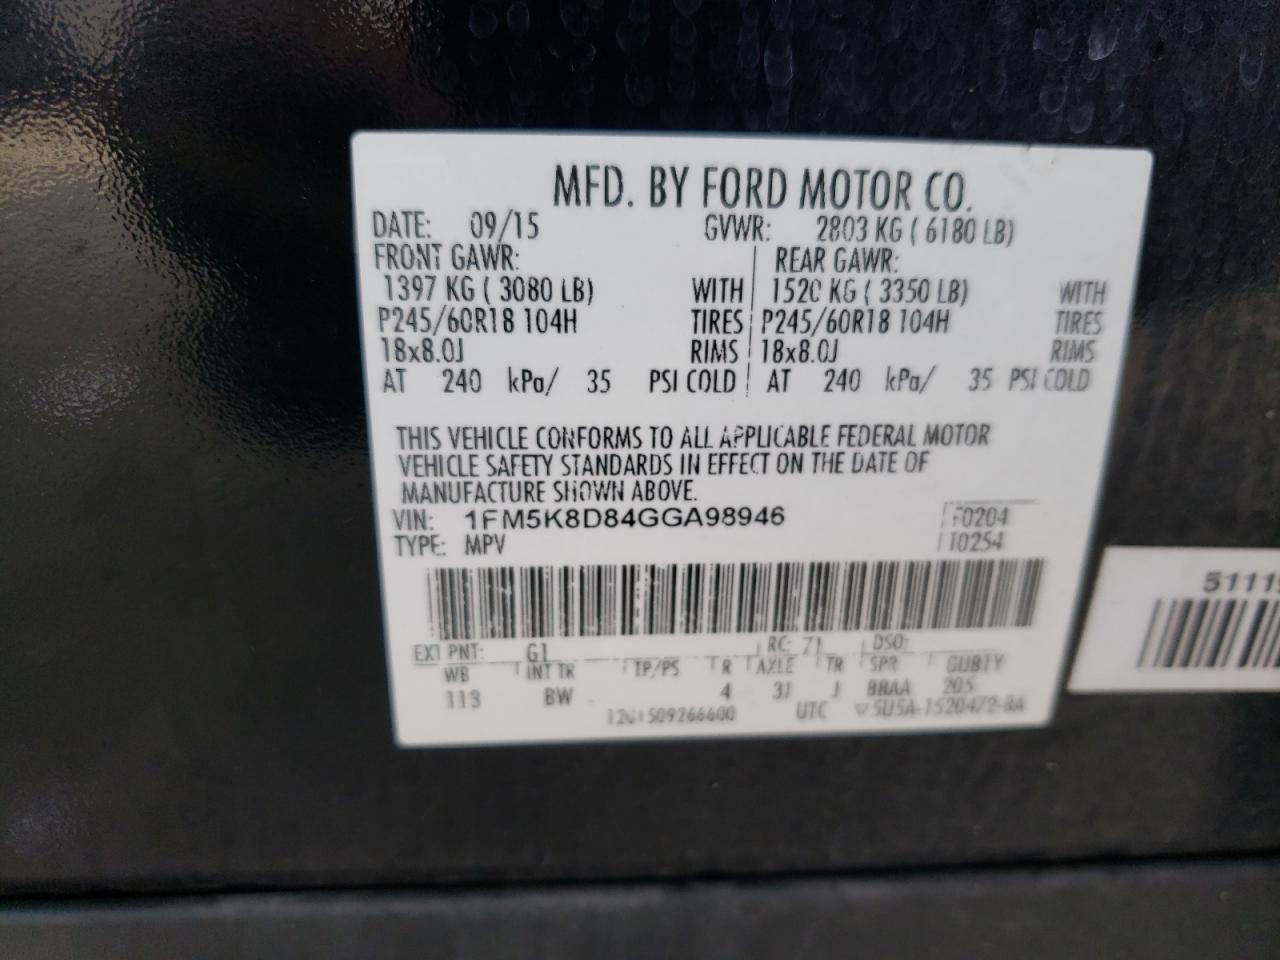 MFD. BY FORD MOTOR CO.
DATE: 09/15 GVWR: 2803 KG ( 6180 LB)
FRONT GAWR: REAR GAWR:
1397 KG ( 3080 LB) WITH 1520 KG ( 3350 LB) WITH
P245/60R18 104H TIRES P245/60R18 104H TIRES
18x8.0J RIMS 18x8.0J RIMS
AT 240 kPa/ 35 PSI COLD AT 240 kPa/ 35 PSI COLD
THIS VEHICLE CONFORMS TO ALL APPLICABLE FEDERAL MOTOR
VEHICLE SAFETY STANDARDS IN EFFECT ON THE DATE OF
MANUFACTURE SHOWN ABOVE.
VIN: 1FM5K8D84GGA98946 F0204
TYPE: MPV T0254
EXT PNT: G1 RC: 71 DSO:
WB INT TR TP/PS R AXLE TR SPR
113 BW 4 3J J BBAA 205
UTC ▽5U5A-1520472-BA
5111